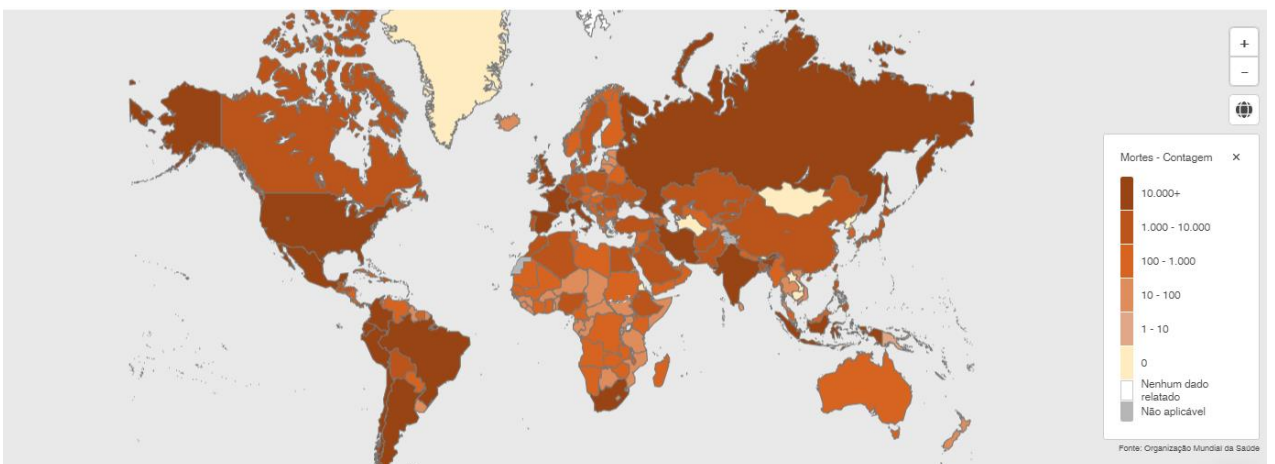 +
−
Mortes - Contagem ×
10.000+
1.000 - 10.000
100 - 1.000
10 - 100
1 - 10
0
Nenhum dado
relatado
Não aplicável
Fonte: Organização Mundial da Saúde